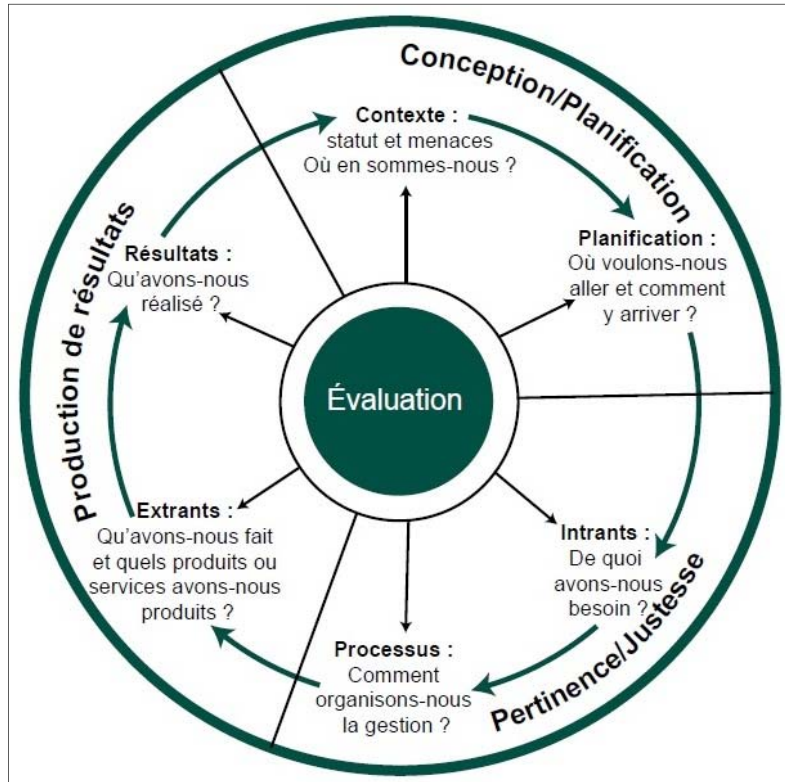 Conception/Planification
Contexte :
statut et menaces
Où en sommes-nous ?
Planification :
Où voulons-nous
aller et comment
y arriver ?
Pertinence/Justesse
Intrants :
De quoi
avons-nous
besoin ?
Processus :
Comment
organisons-nous
la gestion ?
Production de résultats
Extrants :
Qu’avons-nous fait
et quels produits ou
services avons-nous
produits ?
Résultats :
Qu’avons-nous
réalisé ?
Évaluation